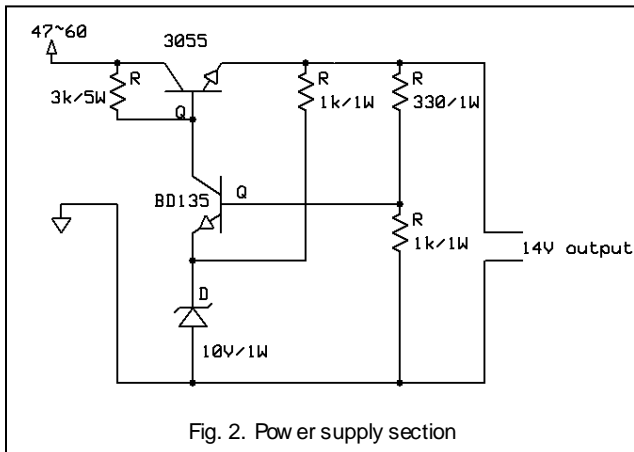 47~60
3055
R
3k/5W
Q
R
1k/1W
R
330/1W
BD135
Q
R
1k/1W
14V output
D
10V/1W
Fig. 2. Power supply section